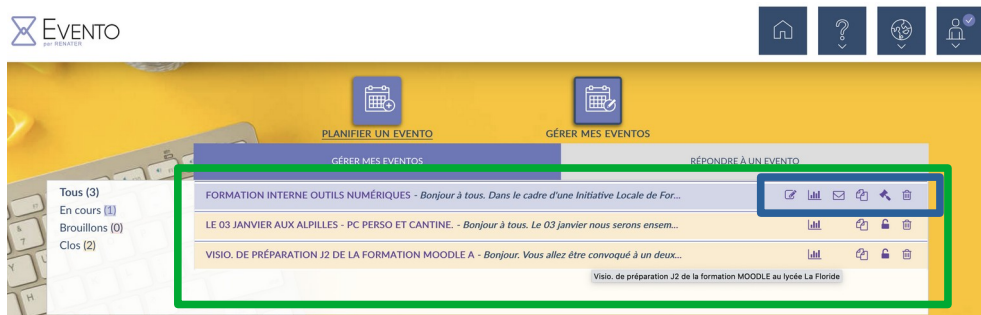 EVENTO
par RENATER
PLANIFIER UN EVENTO
GÉRER MES EVENTOS
GÉRER MES EVENTOS
RÉPONDRE À UN EVENTO
Tous (3)
En cours (1)
Brouillons (0)
Clos (2)
FORMATION INTERNE OUTILS NUMÉRIQUES - Bonjour à tous. Dans le cadre d'une Initiative Locale de For...
LE 03 JANVIER AUX ALPILLES - PC PERSO ET CANTINE. - Bonjour à tous. Le 03 janvier nous serons ensem...
VISIO. DE PRÉPARATION J2 DE LA FORMATION MOODLE A - Bonjour. Vous allez être convoqué à un deux...
Visio. de préparation J2 de la formation MOODLE au lycée La Floride